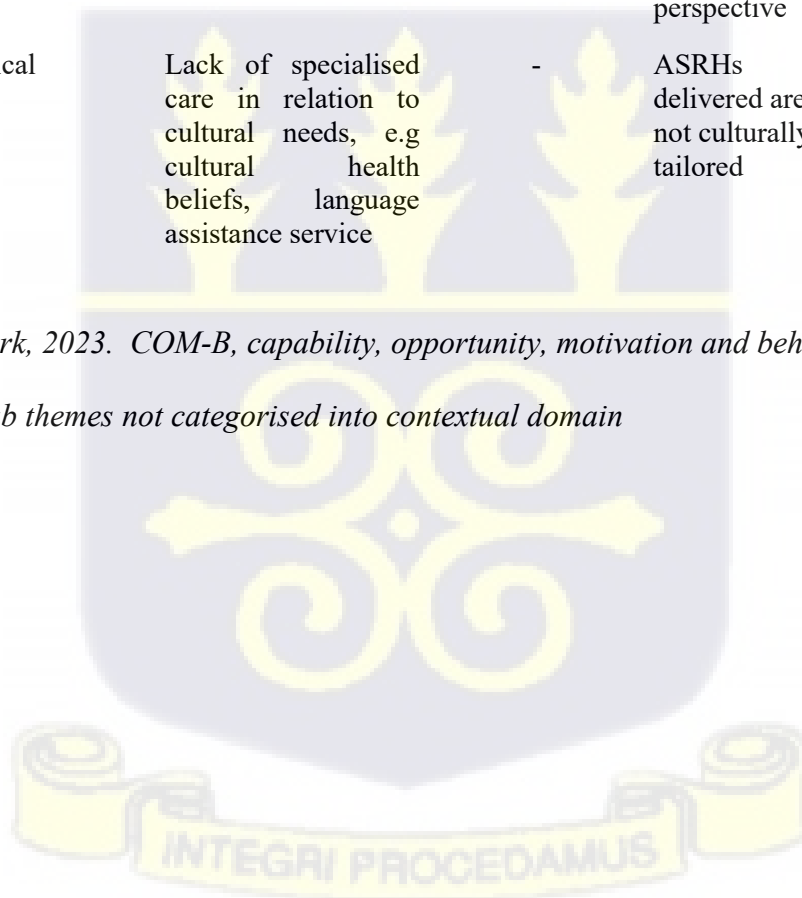 perspective
ical Lack of specialised - ASRHs
care in relation to delivered are
cultural needs, e.g not culturally
cultural health tailored
beliefs, language
assistance service
rk, 2023. COM-B, capability, opportunity, motivation and beh
b themes not categorised into contextual domain
INTEGRI PROCEDAMUS